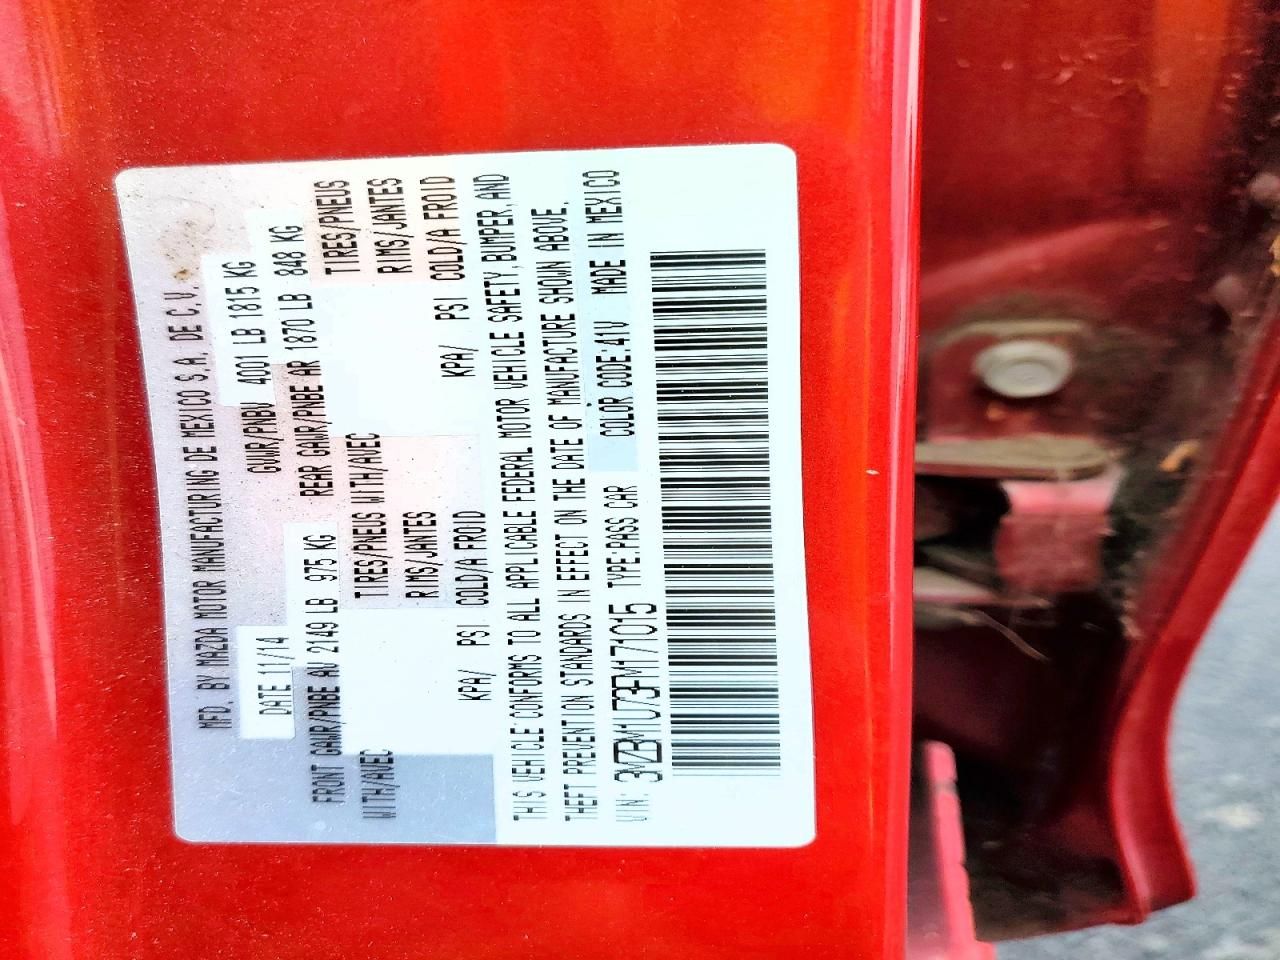 MFD. BY MAZDA MOTOR MANUFACTURING DE MEXICO S.A. DE C.V.
DATE 11/14 GVWR/PNBV 4001 LB 1815 KG
FRONT GAWR/PNBE AV 2149 LB 975 KG REAR GAWR/PNBE AR 1870 LB 848 KG
WITH/AVEC TIRES/PNEUS WITH/AVEC TIRES/PNEUS
RIMS/JANTES RIMS/JANTES
KPA/ PSI COLD/A FROID KPA/ PSI COLD/A FROID
THIS VEHICLE CONFORMS TO ALL APPLICABLE FEDERAL MOTOR VEHICLE SAFETY, BUMPER AND
THEFT PREVENTION STANDARDS IN EFFECT ON THE DATE OF MANUFACTURE SHOWN ABOVE.
VIN: 3MZBM1U73FM171015 TYPE:PASS CAR COLOR CODE:41V MADE IN MEXICO